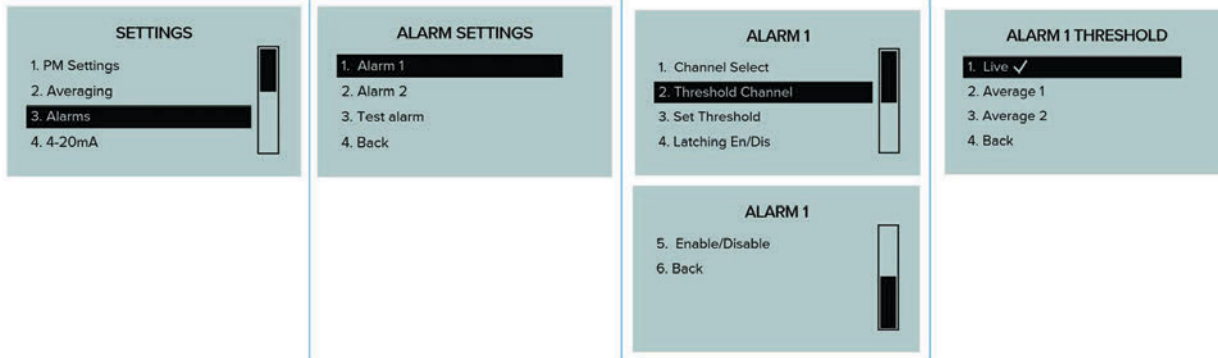 SETTINGS
1. PM Settings
2. Averaging
3. Alarms
4. 4-20mA
ALARM SETTINGS
1. Alarm 1
2. Alarm 2
3. Test alarm
4. Back
ALARM 1
1. Channel Select
2. Threshold Channel
3. Set Threshold
4. Latching En/Dis
ALARM 1
5. Enable/Disable
6. Back
ALARM 1 THRESHOLD
1. Live ✓
2. Average 1
3. Average 2
4. Back